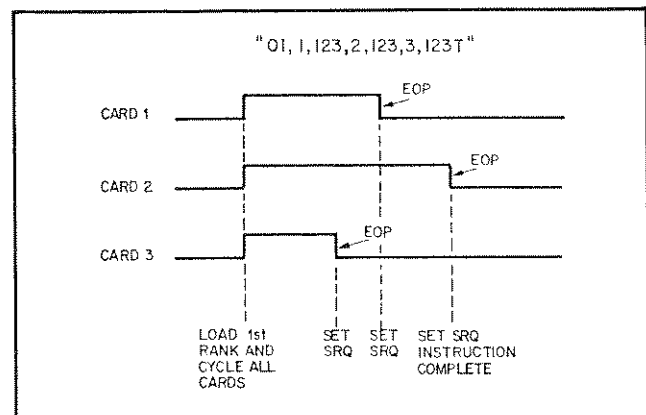 "OI, 1, 123, 2, 123, 3, 123T"
EOP
CARD 1
EOP
CARD 2
EOP
CARD 3
LOAD 1st
RANK AND
CYCLE ALL
CARDS
SET
SRQ
SET
SRQ
SET SRQ
INSTRUCTION
COMPLETE